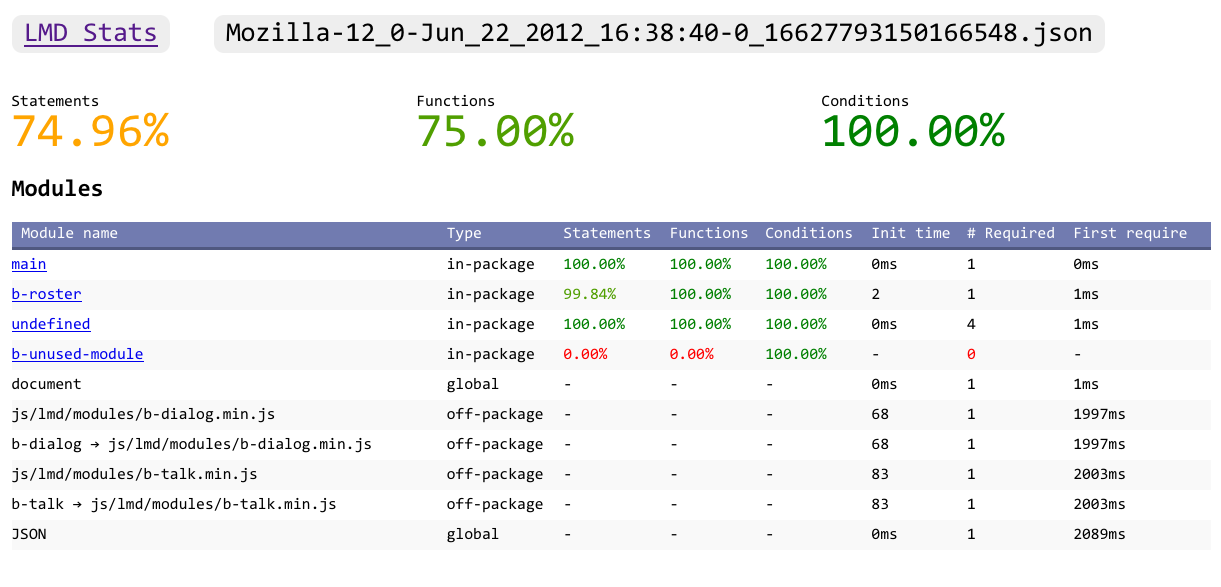 LMD Stats Mozilla-12_0-Jun_22_2012_16:38:40-0_16627793150166548.json
Statements Functions Conditions
74.96% 75.00% 100.00%
Modules
Module name Type Statements Functions Conditions Init time # Required First require
main in-package 100.00% 100.00% 100.00% 0ms 1 0ms
b-roster in-package 99.84% 100.00% 100.00% 2 1 1ms
undefined in-package 100.00% 100.00% 100.00% 0ms 4 1ms
b-unused-module in-package 0.00% 0.00% 100.00% - 0 -
document global - - - 0ms 1 1ms
js/lmd/modules/b-dialog.min.js off-package - - - 68 1 1997ms
b-dialog → js/lmd/modules/b-dialog.min.js off-package - - - 68 1 1997ms
js/lmd/modules/b-talk.min.js off-package - - - 83 1 2003ms
b-talk → js/lmd/modules/b-talk.min.js off-package - - - 83 1 2003ms
JSON global - - - 0ms 1 2089ms